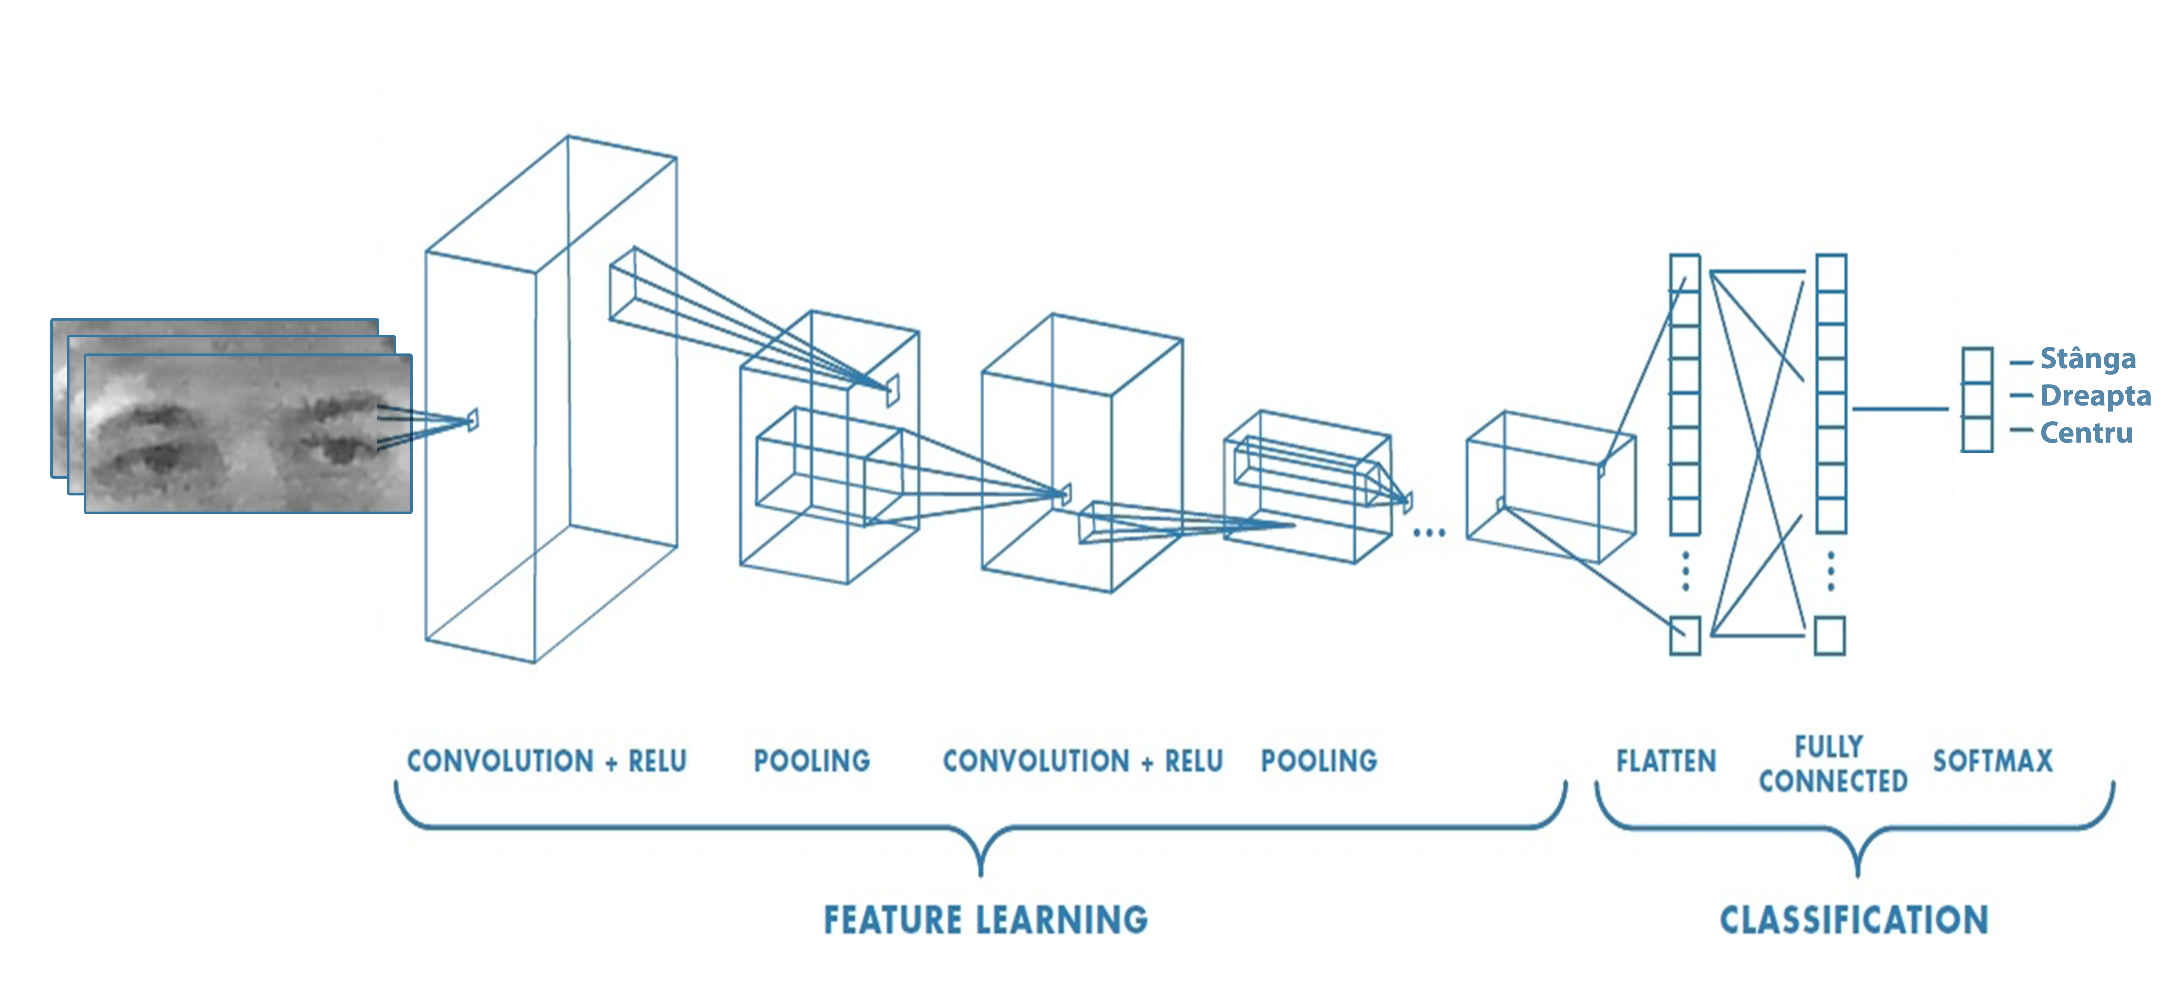 Stânga
Dreapta
Centru
CONVOLUTION + RELU
POOLING
CONVOLUTION + RELU
POOLING
FLATTEN
FULLY
CONNECTED
SOFTMAX
FEATURE LEARNING
CLASSIFICATION